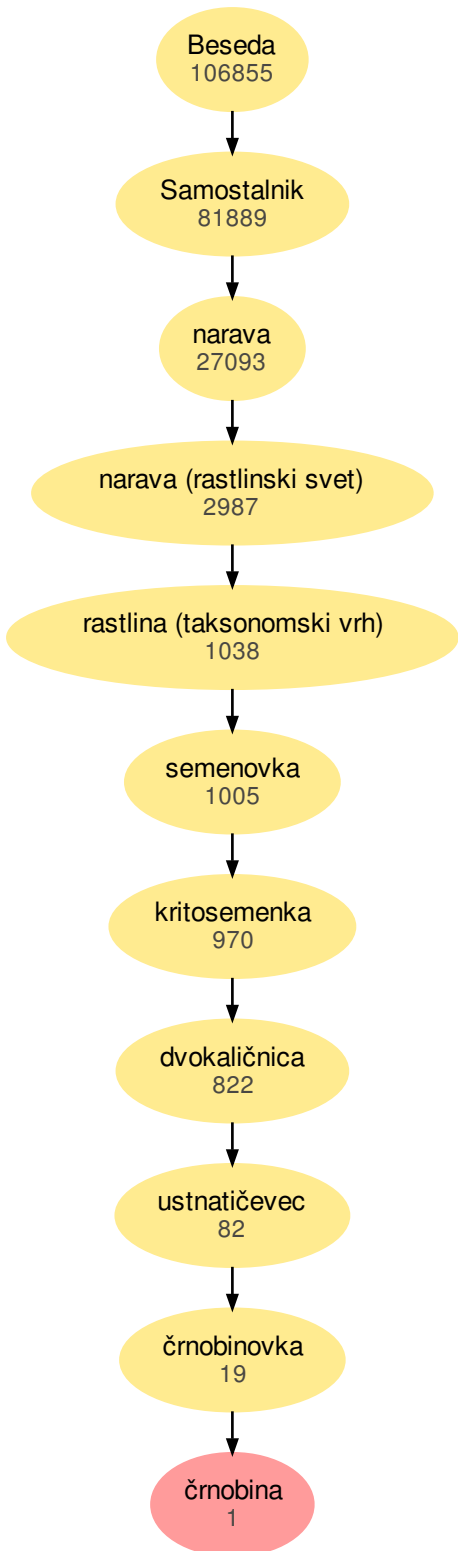 Beseda
106855
Samostalnik
81889
narava
27093
narava (rastlinski svet)
2987
rastlina (taksonomski vrh)
1038
semenovka
1005
kritosemenka
970
dvokaličnica
822
ustnatičevec
82
črnobinovka
19
črnobina
1